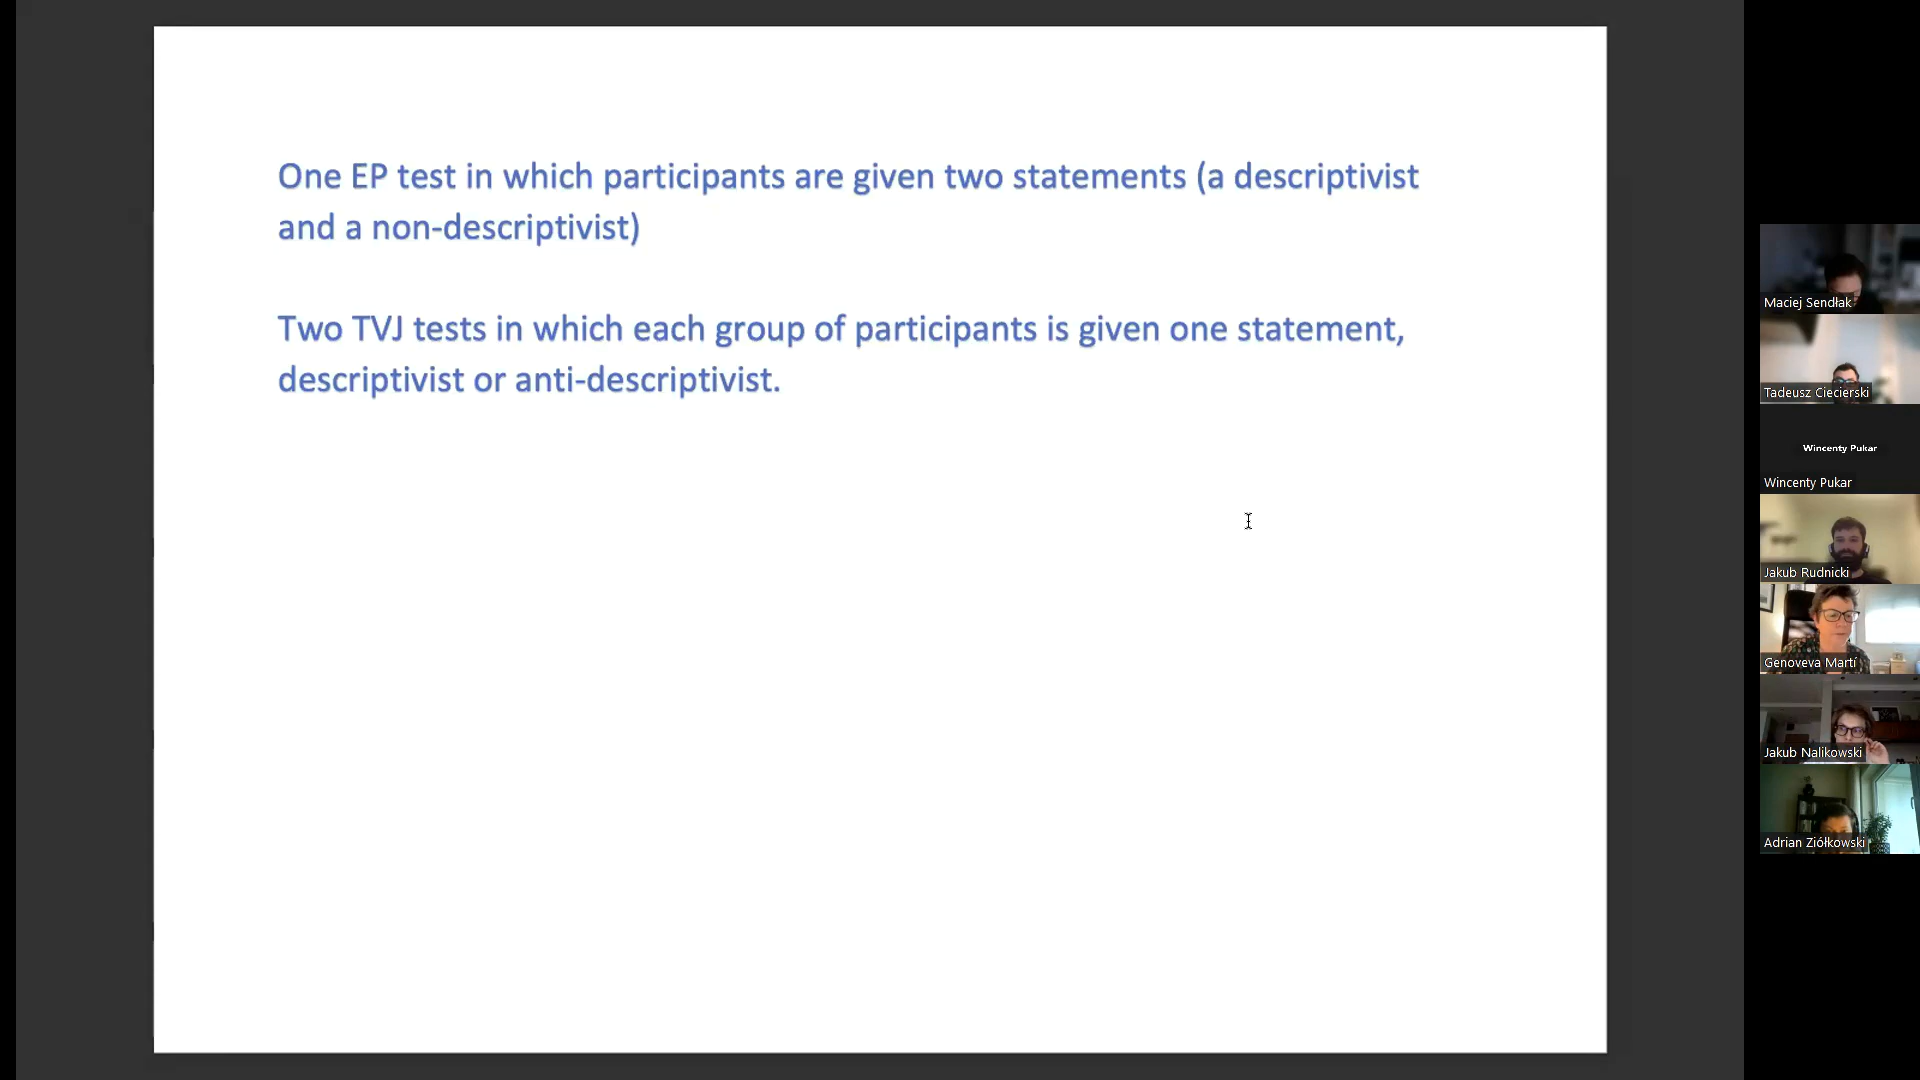 One EP test in which participants are given two statements (a descriptivist
and a non-descriptivist)
Two TVJ tests in which each group of participants is given one statement,
descriptivist or anti-descriptivist.
Maciej Sendłak
Tadeusz Ciecierski
Wincenty Pukar
Wincenty Pukar
Jakub Rudnicki
Genoveva Martí
Jakub Nalikowski
Adrian Ziółkowski